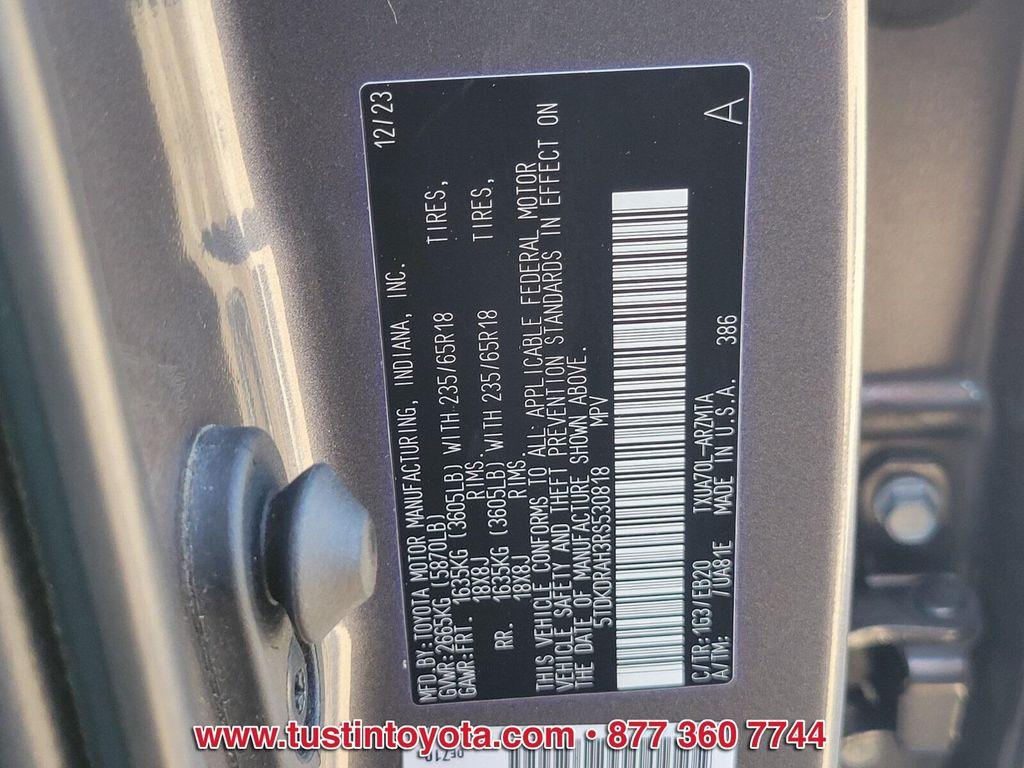 MFD. BY: TOYOTA MOTOR MANUFACTURING, INDIANA, INC. 12/23
GVWR: 2665KG (5870LB)
GAWR: FRT. 1635KG (3605LB) WITH 235/65R18 TIRES,
18X8J RIMS.
RR. 1635KG (3605LB) WITH 235/65R18 TIRES,
18X8J RIMS.
THIS VEHICLE CONFORMS TO ALL APPLICABLE FEDERAL MOTOR
VEHICLE SAFETY AND THEFT PREVENTION STANDARDS IN EFFECT ON
THE DATE OF MANUFACTURE SHOWN ABOVE.
5TDKDRAH3RS530818 MPV
C/TR: 1G3/EB20 TXUA70L-ARZMTA 386
A/TM: /UA81E MADE IN U.S.A. A
www.tustintoyota.com • 877 360 7744